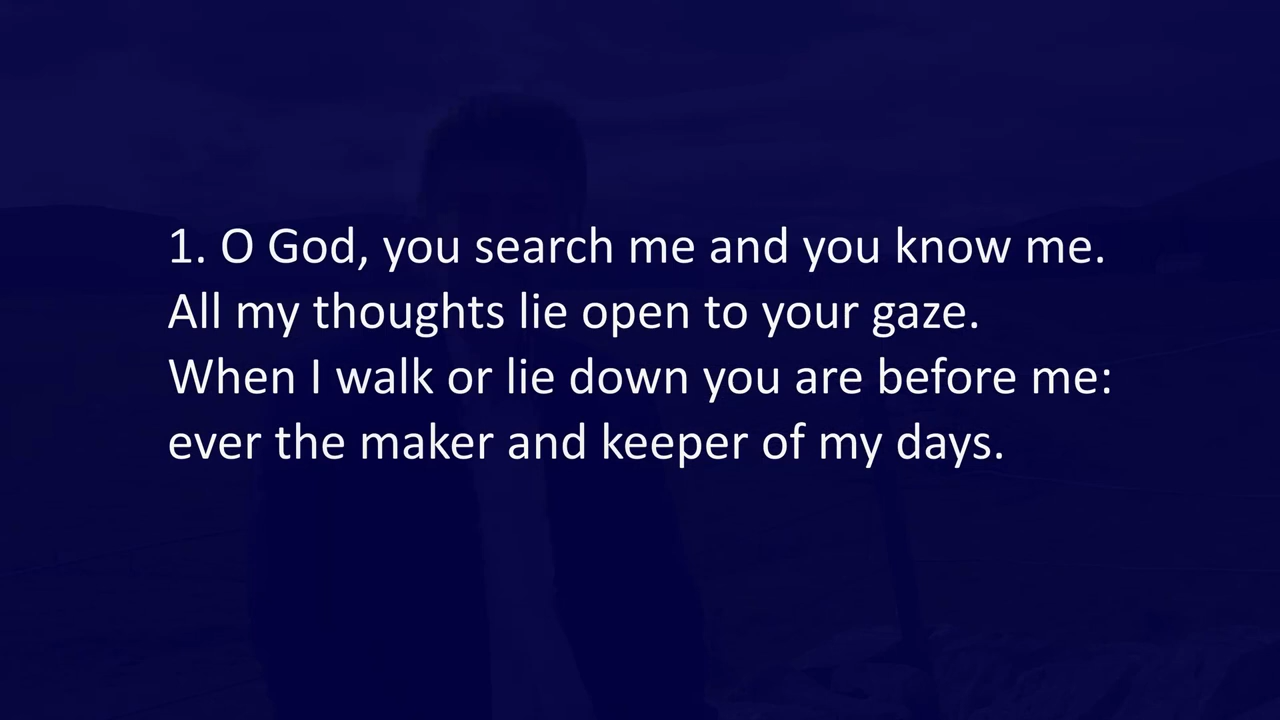 1. O God, you search me and you know me.
All my thoughts lie open to your gaze.
When I walk or lie down you are before me:
ever the maker and keeper of my days.